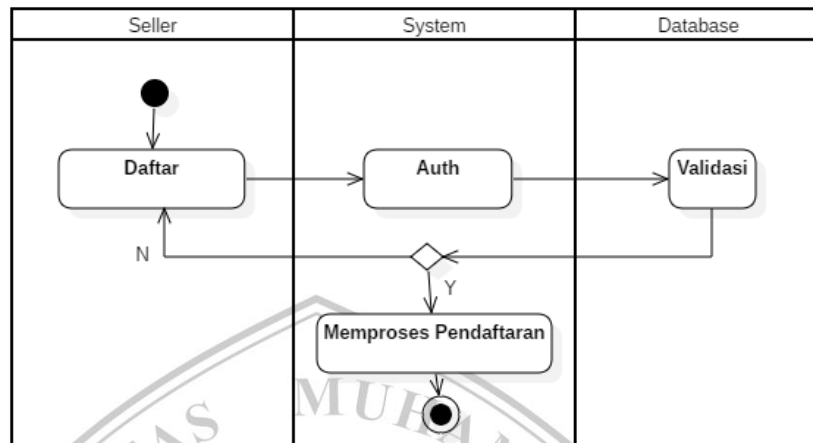 Seller
System
Database
Daftar
Auth
Validasi
N
Y
Memproses Pendaftaran